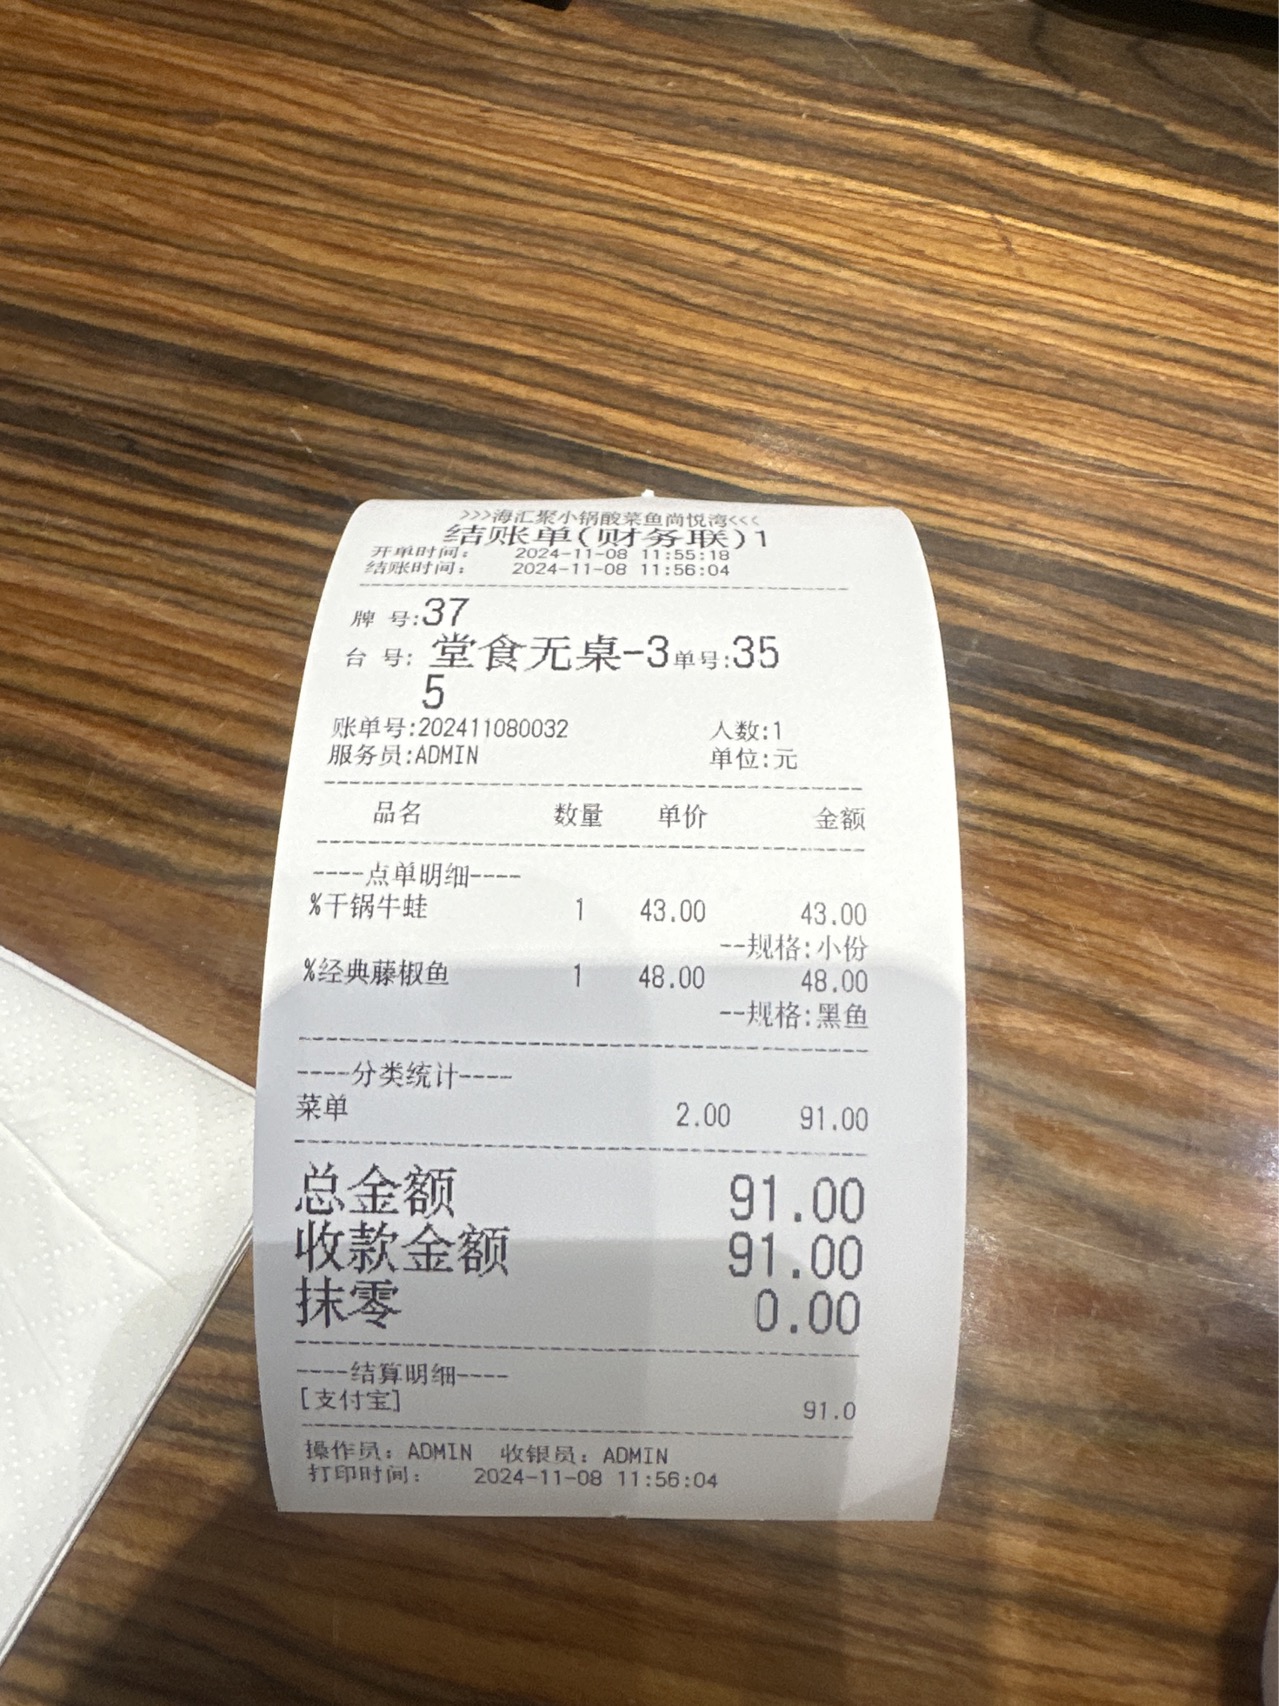 >>>海汇聚小锅酸菜鱼尚悦湾<<<
结账单(财务联)1
开单时间: 2024-11-08 11:55:18
结账时间: 2024-11-08 11:56:04
牌 号:37
台 号: 堂食无桌-3单号:35
5
账单号:202411080032 人数:1
服务员:ADMIN 单位:元
品名 数量 单价 金额
----点单明细----
%干锅牛蛙 1 43.00 43.00
--规格:小份
%经典藤椒鱼 1 48.00 48.00
--规格:黑鱼
----分类统计----
菜单 2.00 91.00
总金额 91.00
收款金额 91.00
抹零 0.00
----结算明细----
[支付宝] 91.0
操作员: ADMIN 收银员: ADMIN
打印时间: 2024-11-08 11:56:04